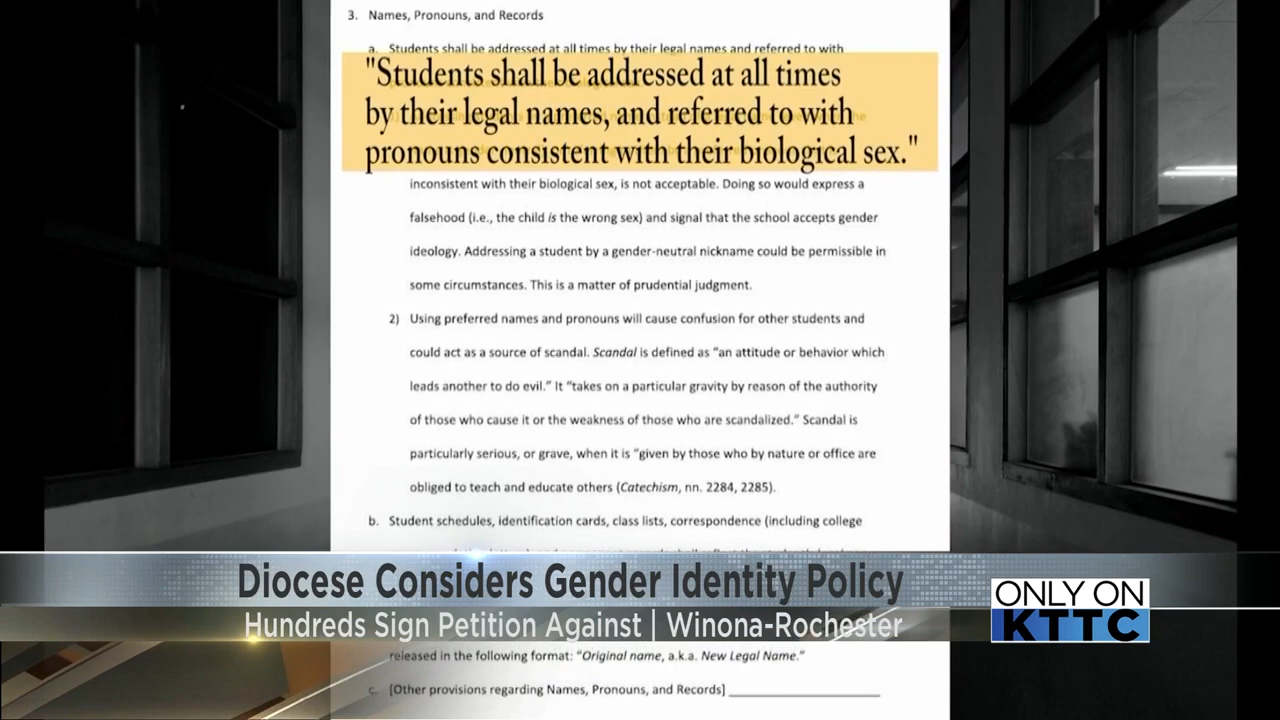 3. Names, Pronouns, and Records
a. Students shall be addressed at all times by their legal names and referred to with
"Students shall be addressed at all times
by their legal names, and referred to with
pronouns consistent with their biological sex."
inconsistent with their biological sex, is not acceptable. Doing so would express a
falsehood (i.e., the child is the wrong sex) and signal that the school accepts gender
ideology. Addressing a student by a gender-neutral nickname could be permissible in
some circumstances. This is a matter of prudential judgment.
2) Using preferred names and pronouns will cause confusion for other students and
could act as a source of scandal. Scandal is defined as "an attitude or behavior which
leads another to do evil." It "takes on a particular gravity by reason of the authority
of those who cause it or the weakness of those who are scandalized." Scandal is
particularly serious, or grave, when it is "given by those who by nature or office are
obliged to teach and educate others (Catechism, nn. 2284, 2285).
b. Student schedules, identification cards, class lists, correspondence (including college
Diocese Considers Gender Identity Policy
Hundreds Sign Petition Against | Winona-Rochester
ONLY ON
KTTC
released in the following format: "Original name, a.k.a. New Legal Name."
c. [Other provisions regarding Names, Pronouns, and Records]